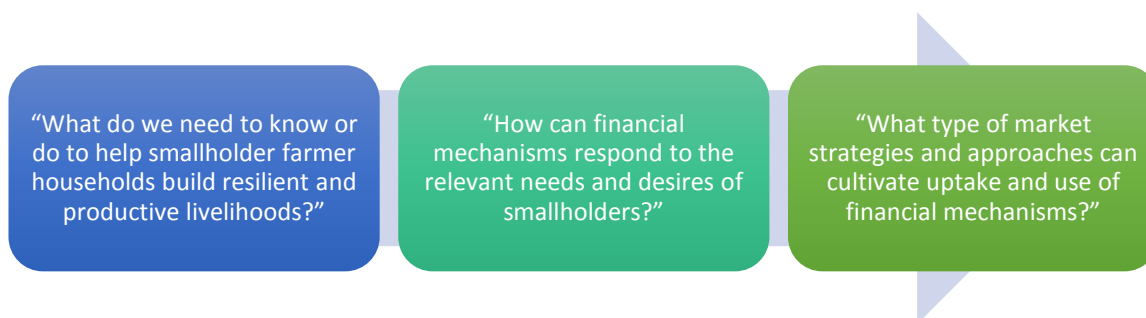 “What do we need to know or
do to help smallholder farmer
households build resilient and
productive livelihoods?”
“How can financial
mechanisms respond to the
relevant needs and desires of
smallholders?”
“What type of market
strategies and approaches can
cultivate uptake and use of
financial mechanisms?”